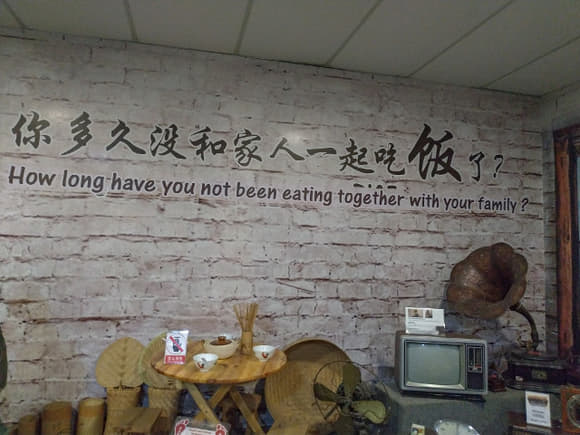 你多久没和家人一起吃饭了?
How long have you not been eating together with your family ?